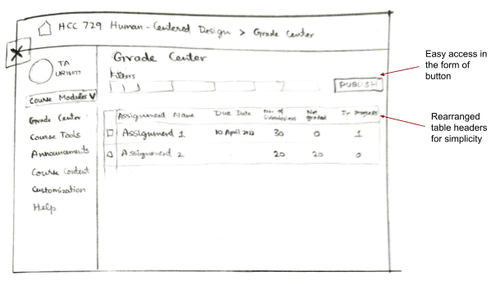 HCC 729 Human-Centered Design > Grade Center
TA
Grade Center
Filters
PUBLISH
Easy access in
the form of
button
Course Modules V
Grade Center
Course Tools
Announcements
Course Content
Customization
Help
Assignment Name Due Date No. of Submissions Not graded In Progress
Assignment 1 10 April 30 0 1
Assignment 2 20 20 0
Rearranged
table headers
for simplicity